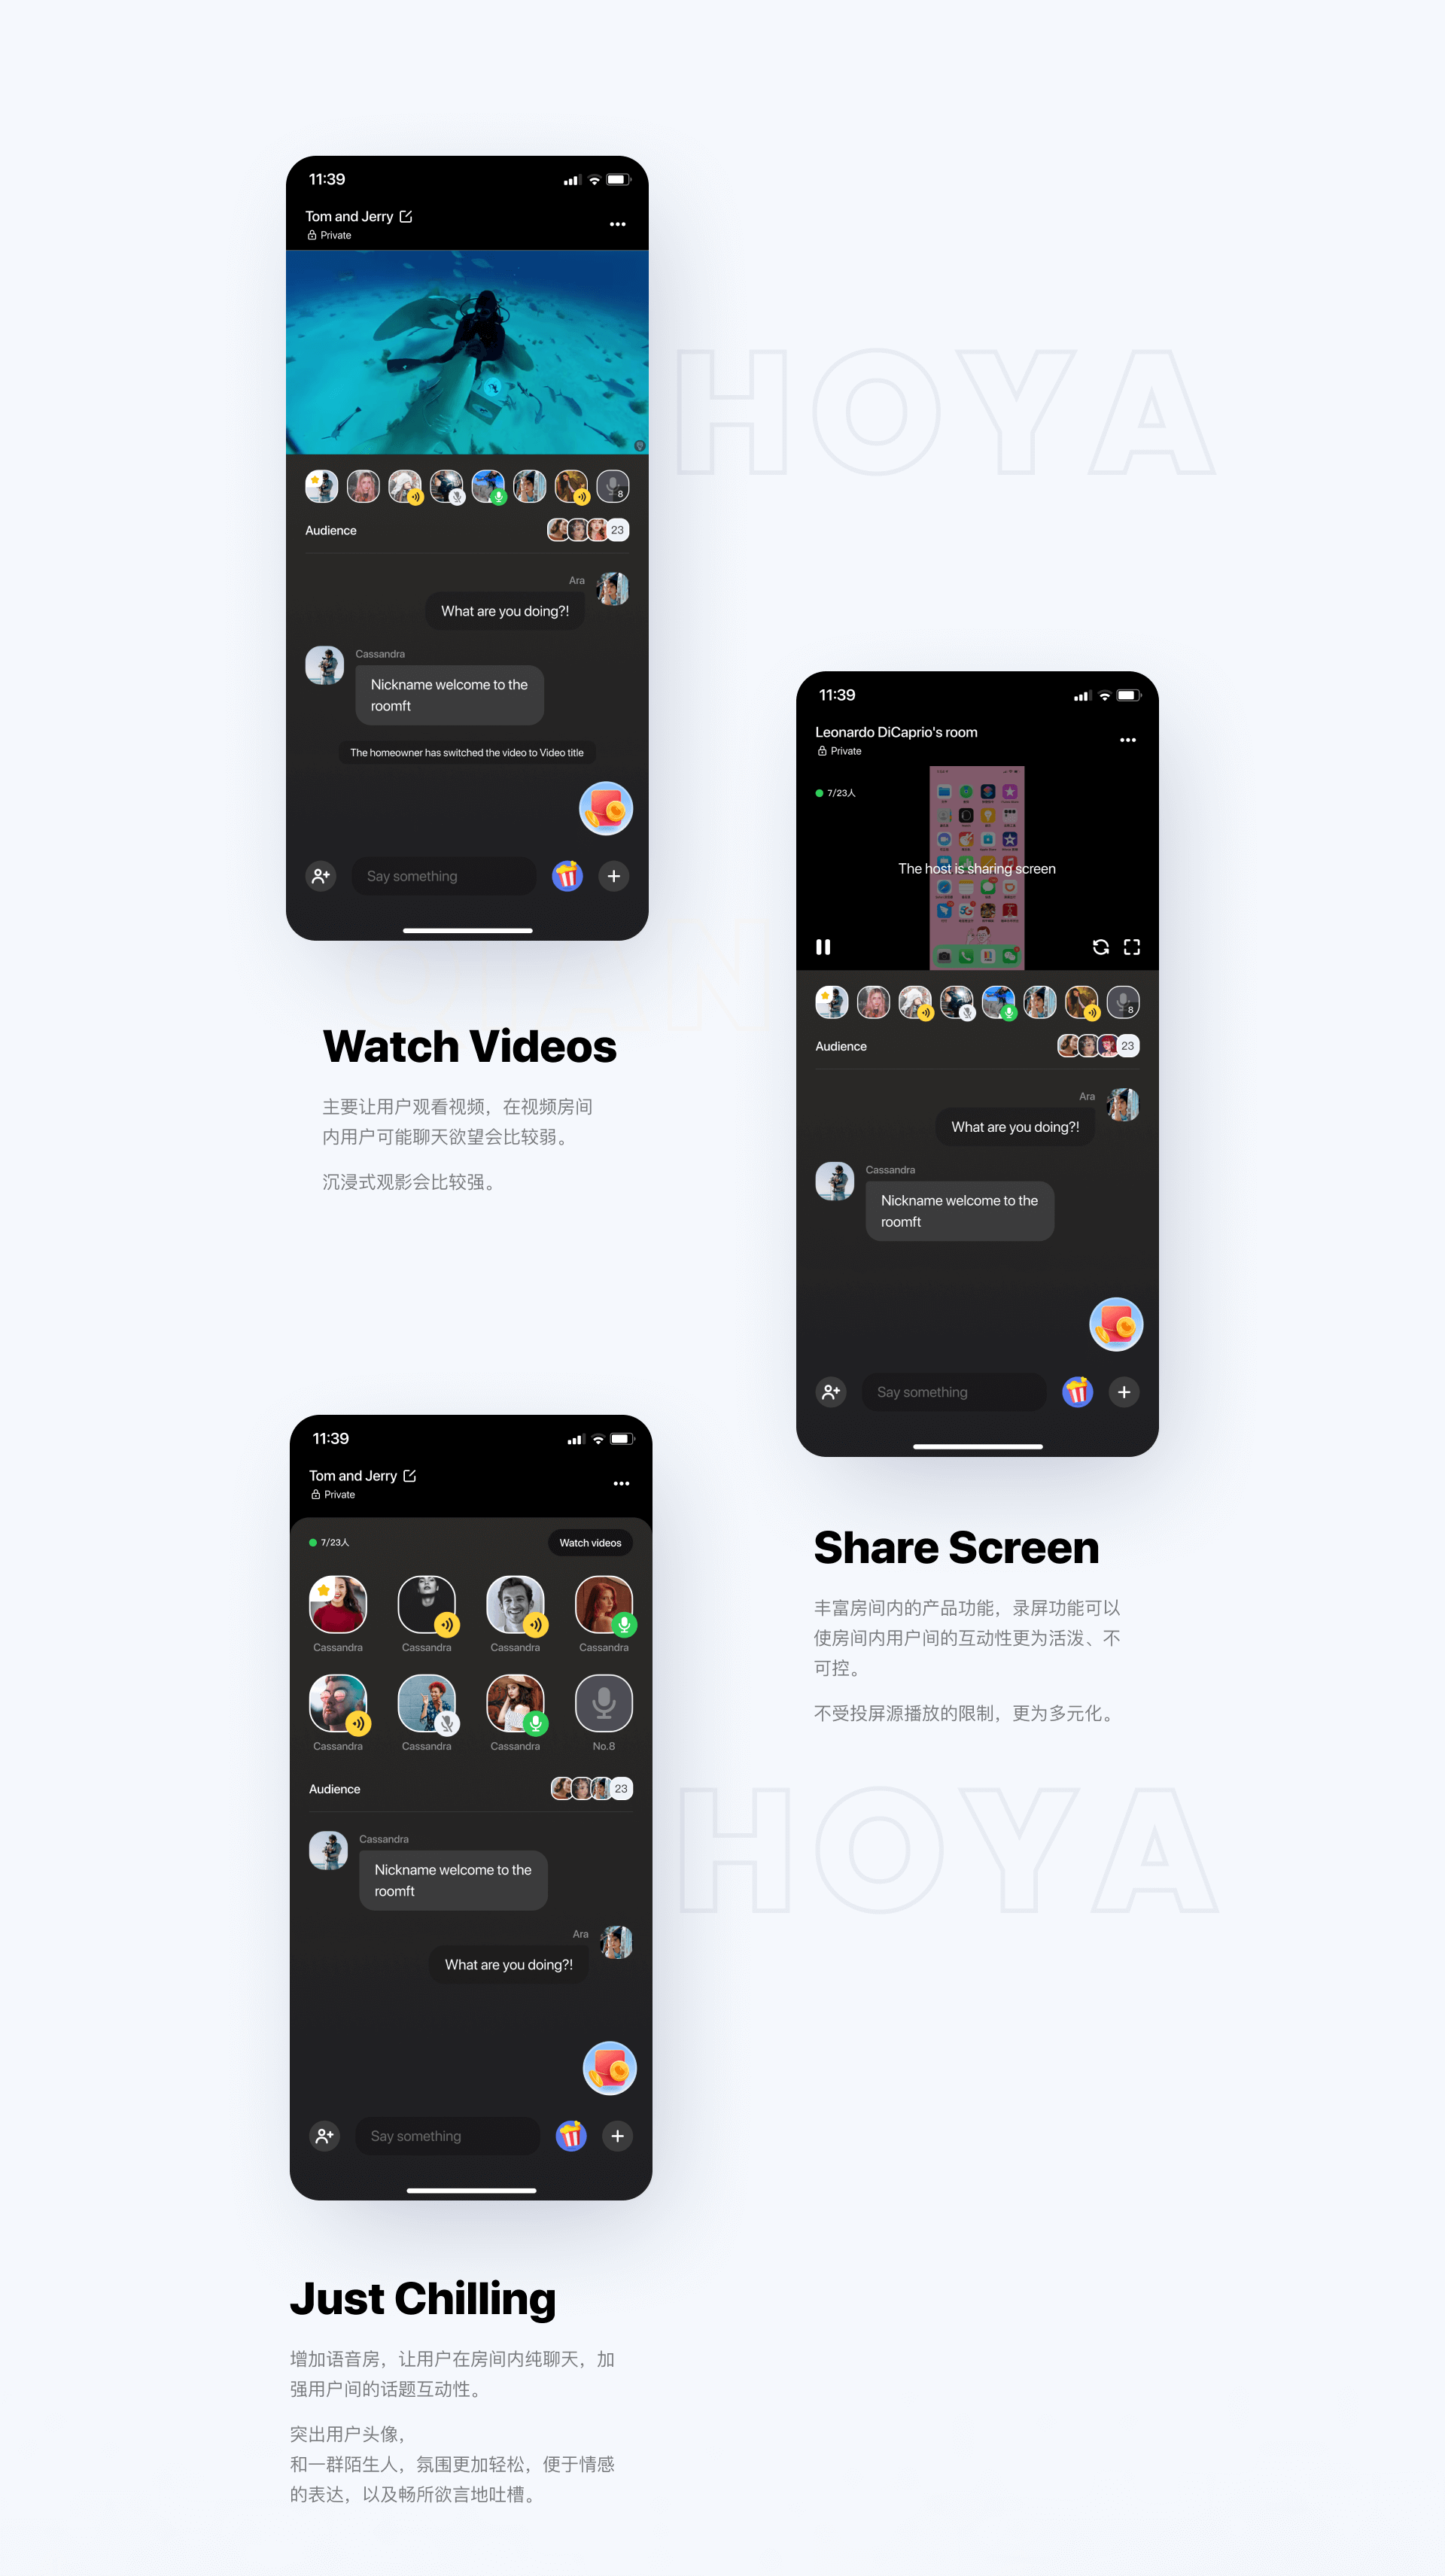 11:39
Tom and Jerry
Private
HOYA
8
Audience
23
Ara
What are you doing?!
Cassandra
Nickname welcome to the
roomft
The homeowner has switched the video to Video title
Say something
Watch Videos
主要让用户观看视频，在视频房间
内用户可能聊天欲望会比较弱。
沉浸式观影会比较强。
11:39
Leonardo DiCaprio's room
Private
7/23人
The host is sharing screen
8
Audience
23
Ara
What are you doing?!
Cassandra
Nickname welcome to the
roomft
Say something
Share Screen
丰富房间内的产品功能，录屏功能可以
使房间内用户间的互动性更为活泼、不
可控。
不受投屏源播放的限制，更为多元化。
HOYA
11:39
Tom and Jerry
Private
7/23人
Watch videos
Cassandra Cassandra Cassandra Cassandra
Cassandra Cassandra Cassandra No.8
Audience
23
Cassandra
Nickname welcome to the
roomft
Ara
What are you doing?!
Say something
Just Chilling
增加语音房，让用户在房间内纯聊天，加
强用户间的话题互动性。
突出用户头像，
和一群陌生人，氛围更加轻松，便于情感
的表达，以及畅所欲言地吐槽。